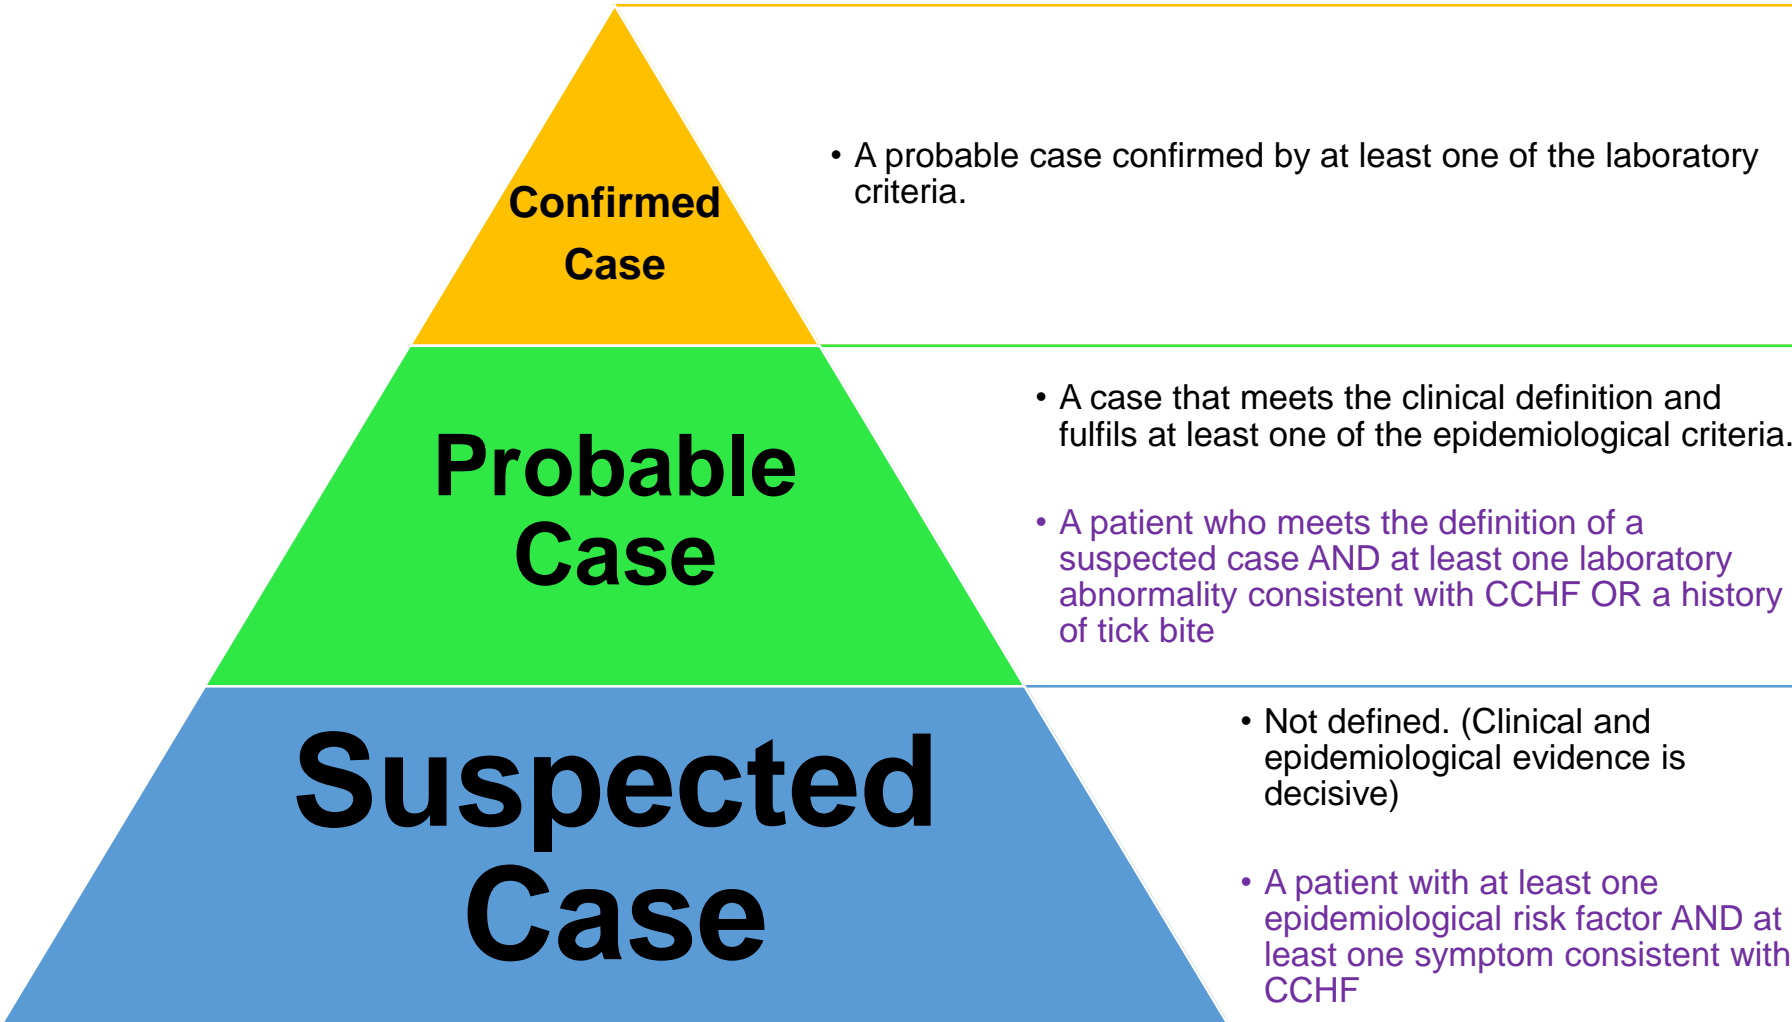 Confirmed
Case
• A probable case confirmed by at least one of the laboratory
criteria.
Probable
Case
• A case that meets the clinical definition and
fulfils at least one of the epidemiological criteria.
• A patient who meets the definition of a
suspected case AND at least one laboratory
abnormality consistent with CCHF OR a history
of tick bite
Suspected
Case
• Not defined. (Clinical and
epidemiological evidence is
decisive)
• A patient with at least one
epidemiological risk factor AND at
least one symptom consistent with
CCHF